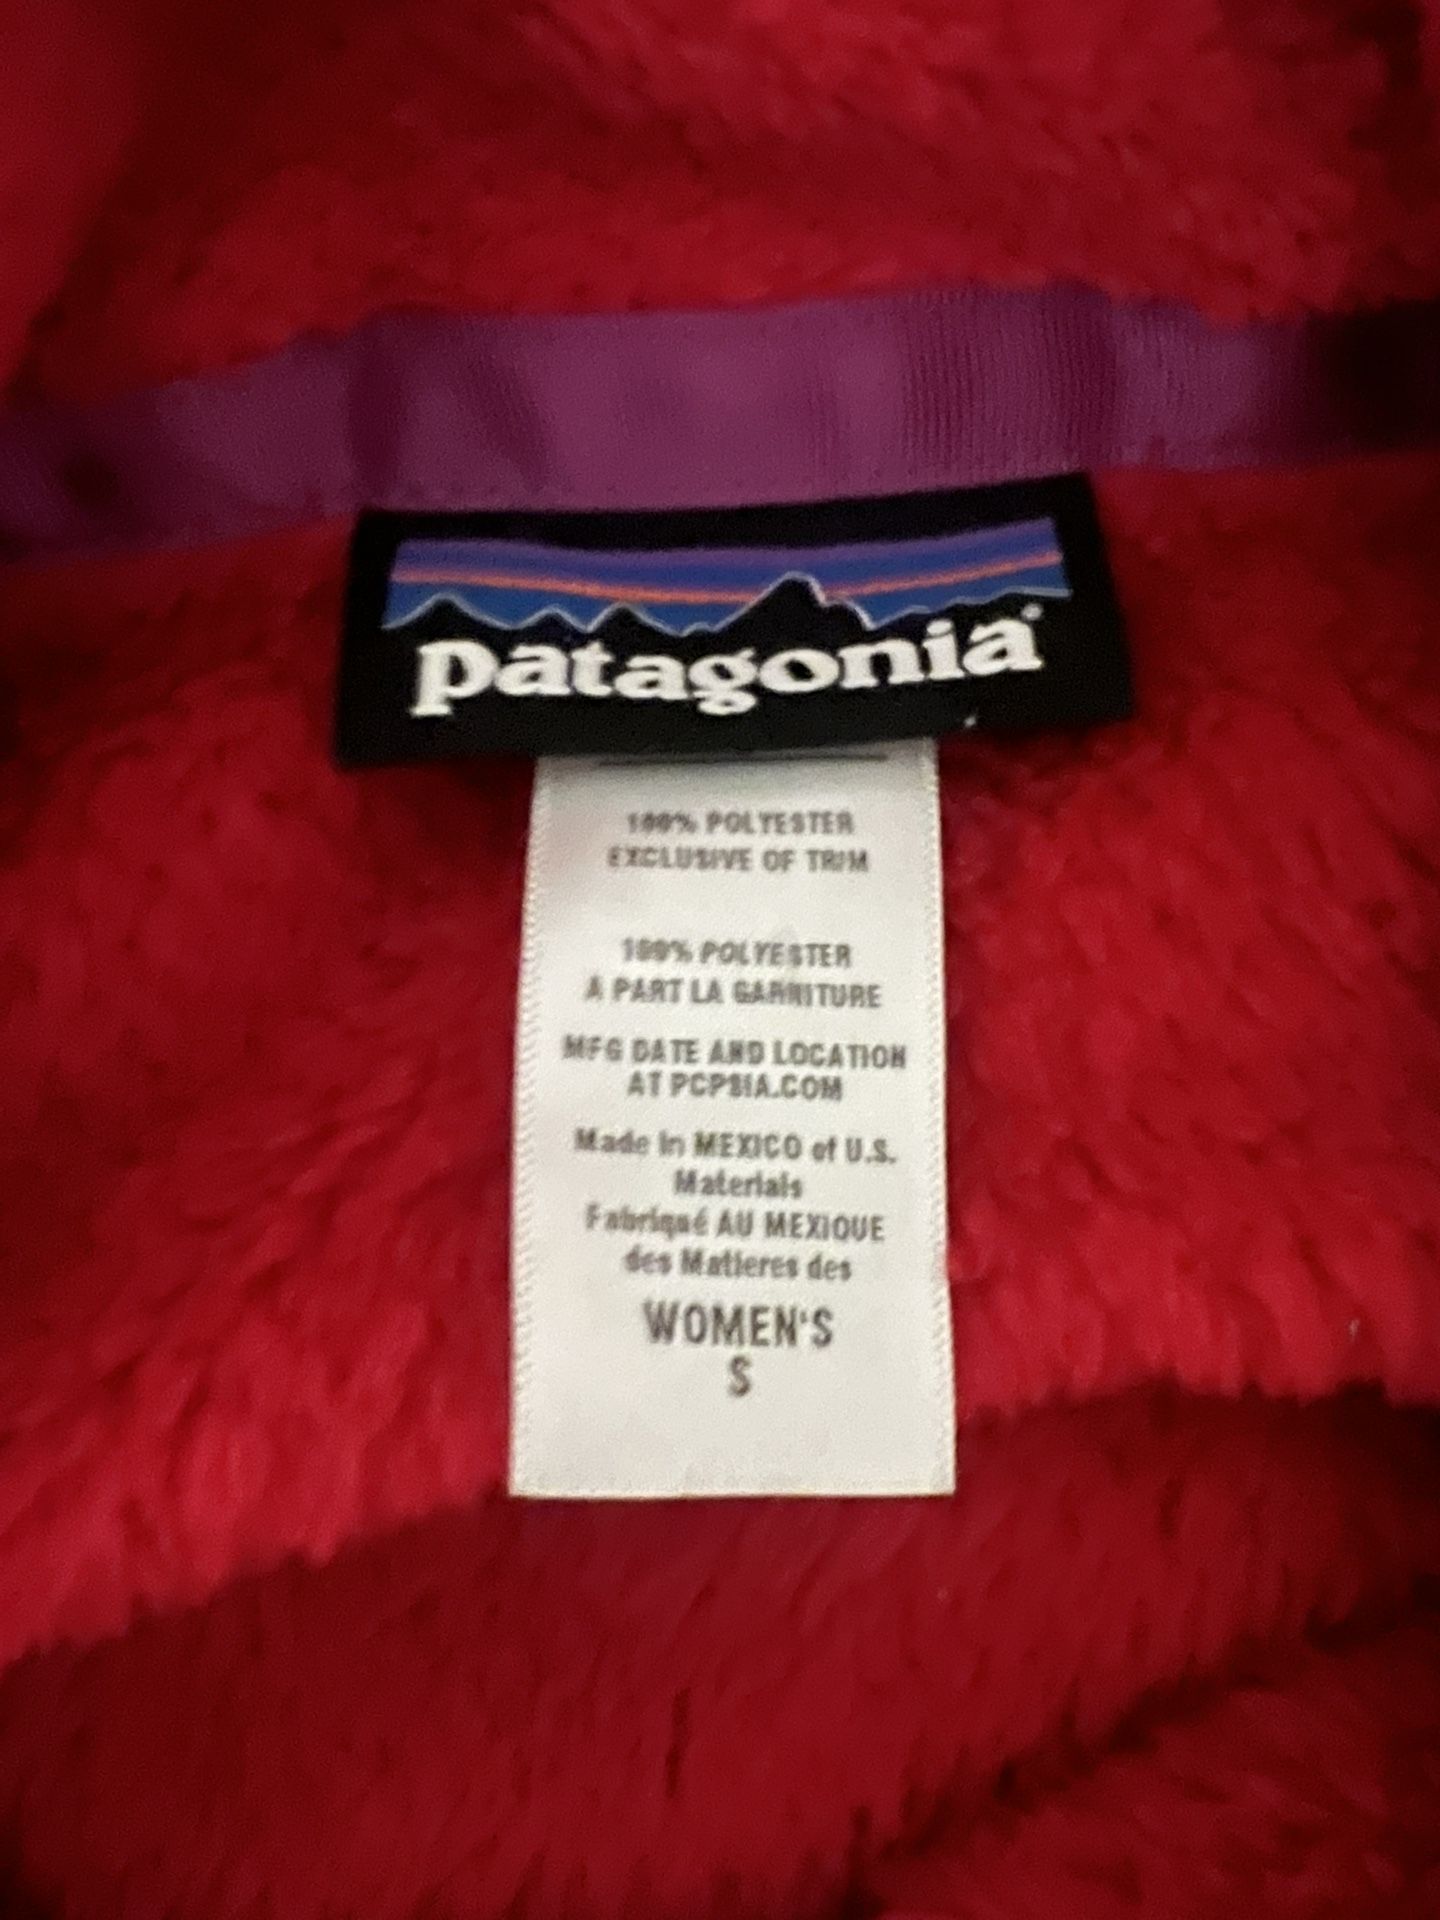 patagonia
100% POLYESTER
EXCLUSIVE OF TRIM
100% POLYESTER
A PART LA GARNITURE
MFG DATE AND LOCATION
AT PCPSIA.COM
Made in MEXICO of U.S.
Materials
Fabriqué AU MEXIQUE
des Matieres des
WOMEN'S
S